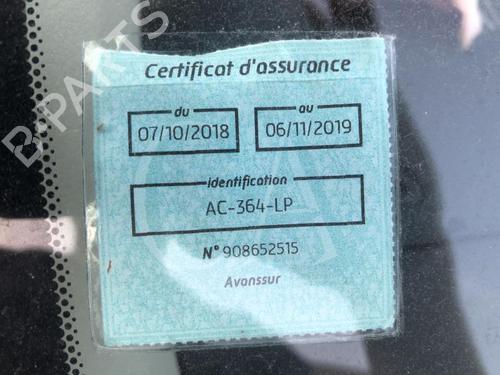 Certificat d'assurance
du au
07/10/2018 06/11/2019
identification
AC-364-LP
N° 908652515
Avanssur
B-PARTS